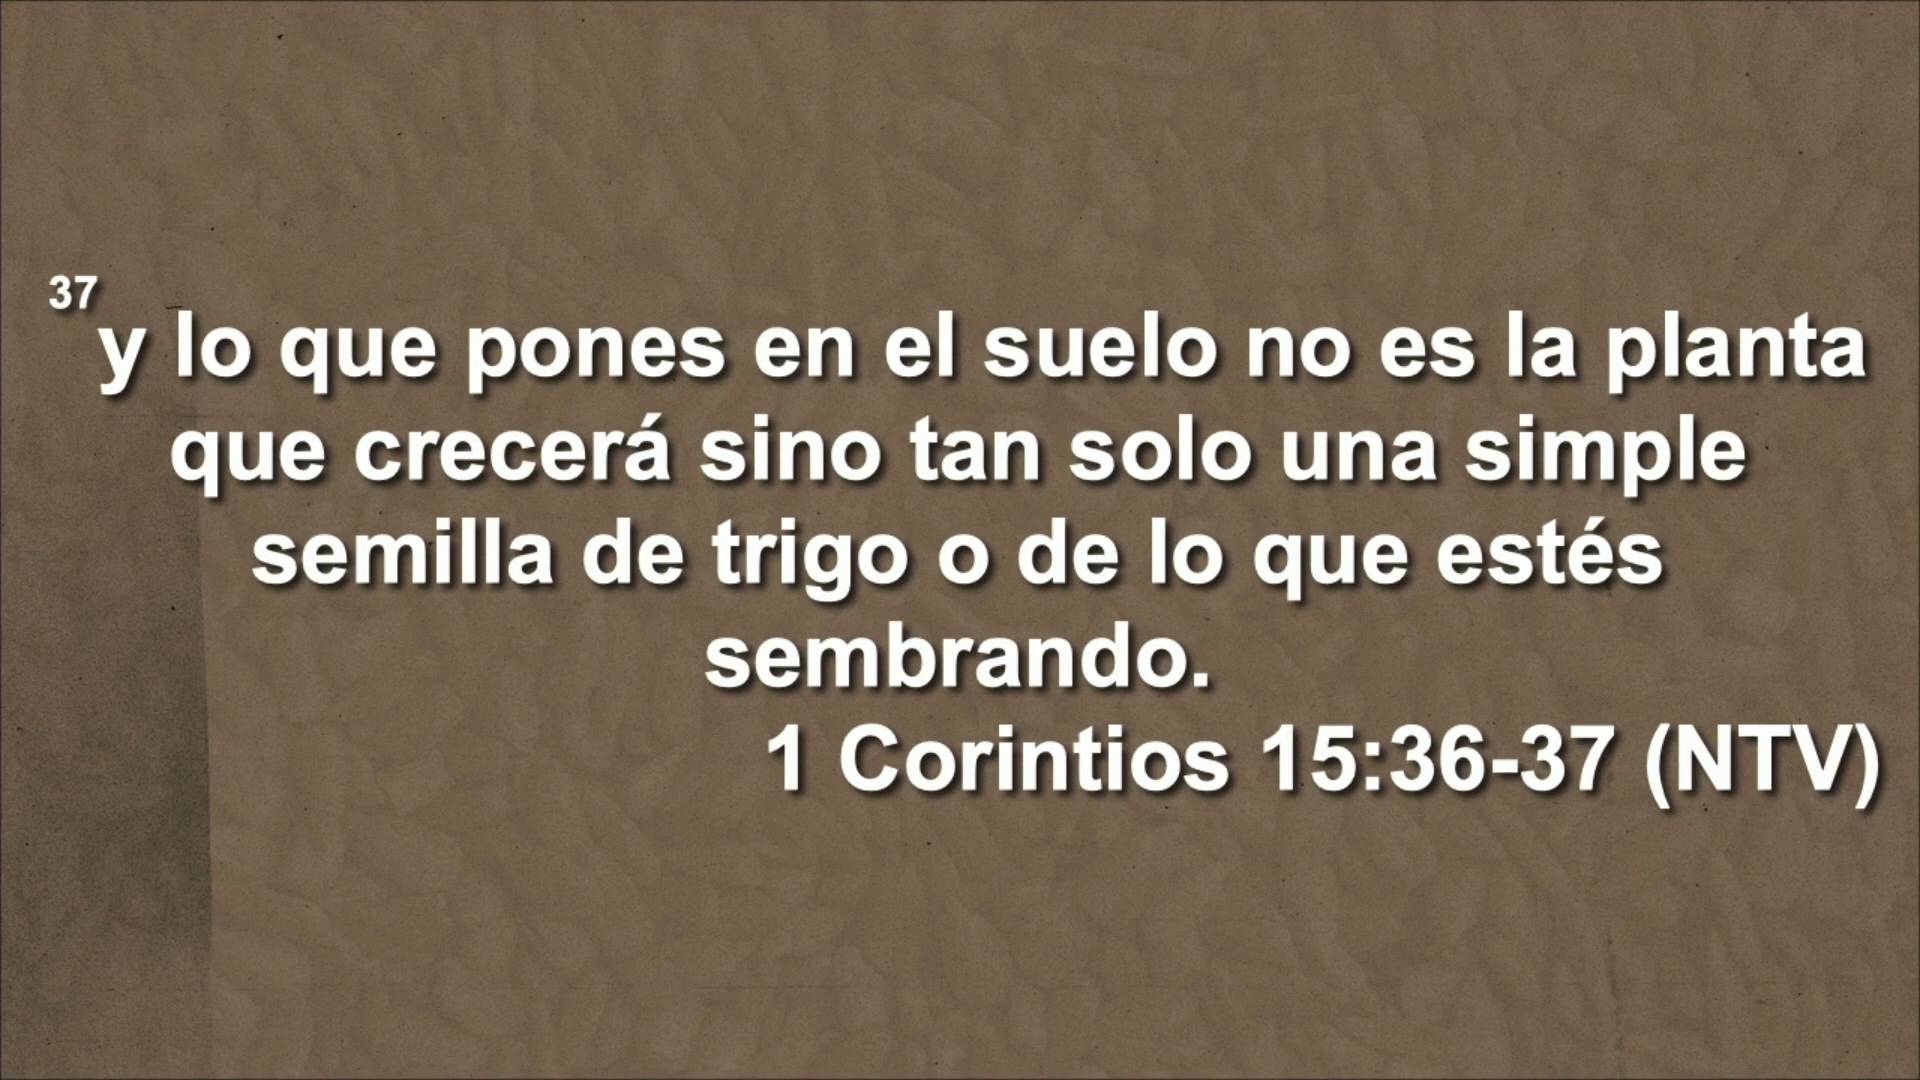 37 y lo que pones en el suelo no es la planta
que crecerá sino tan solo una simple
semilla de trigo o de lo que estés
sembrando.
1 Corintios 15:36-37 (NTV)